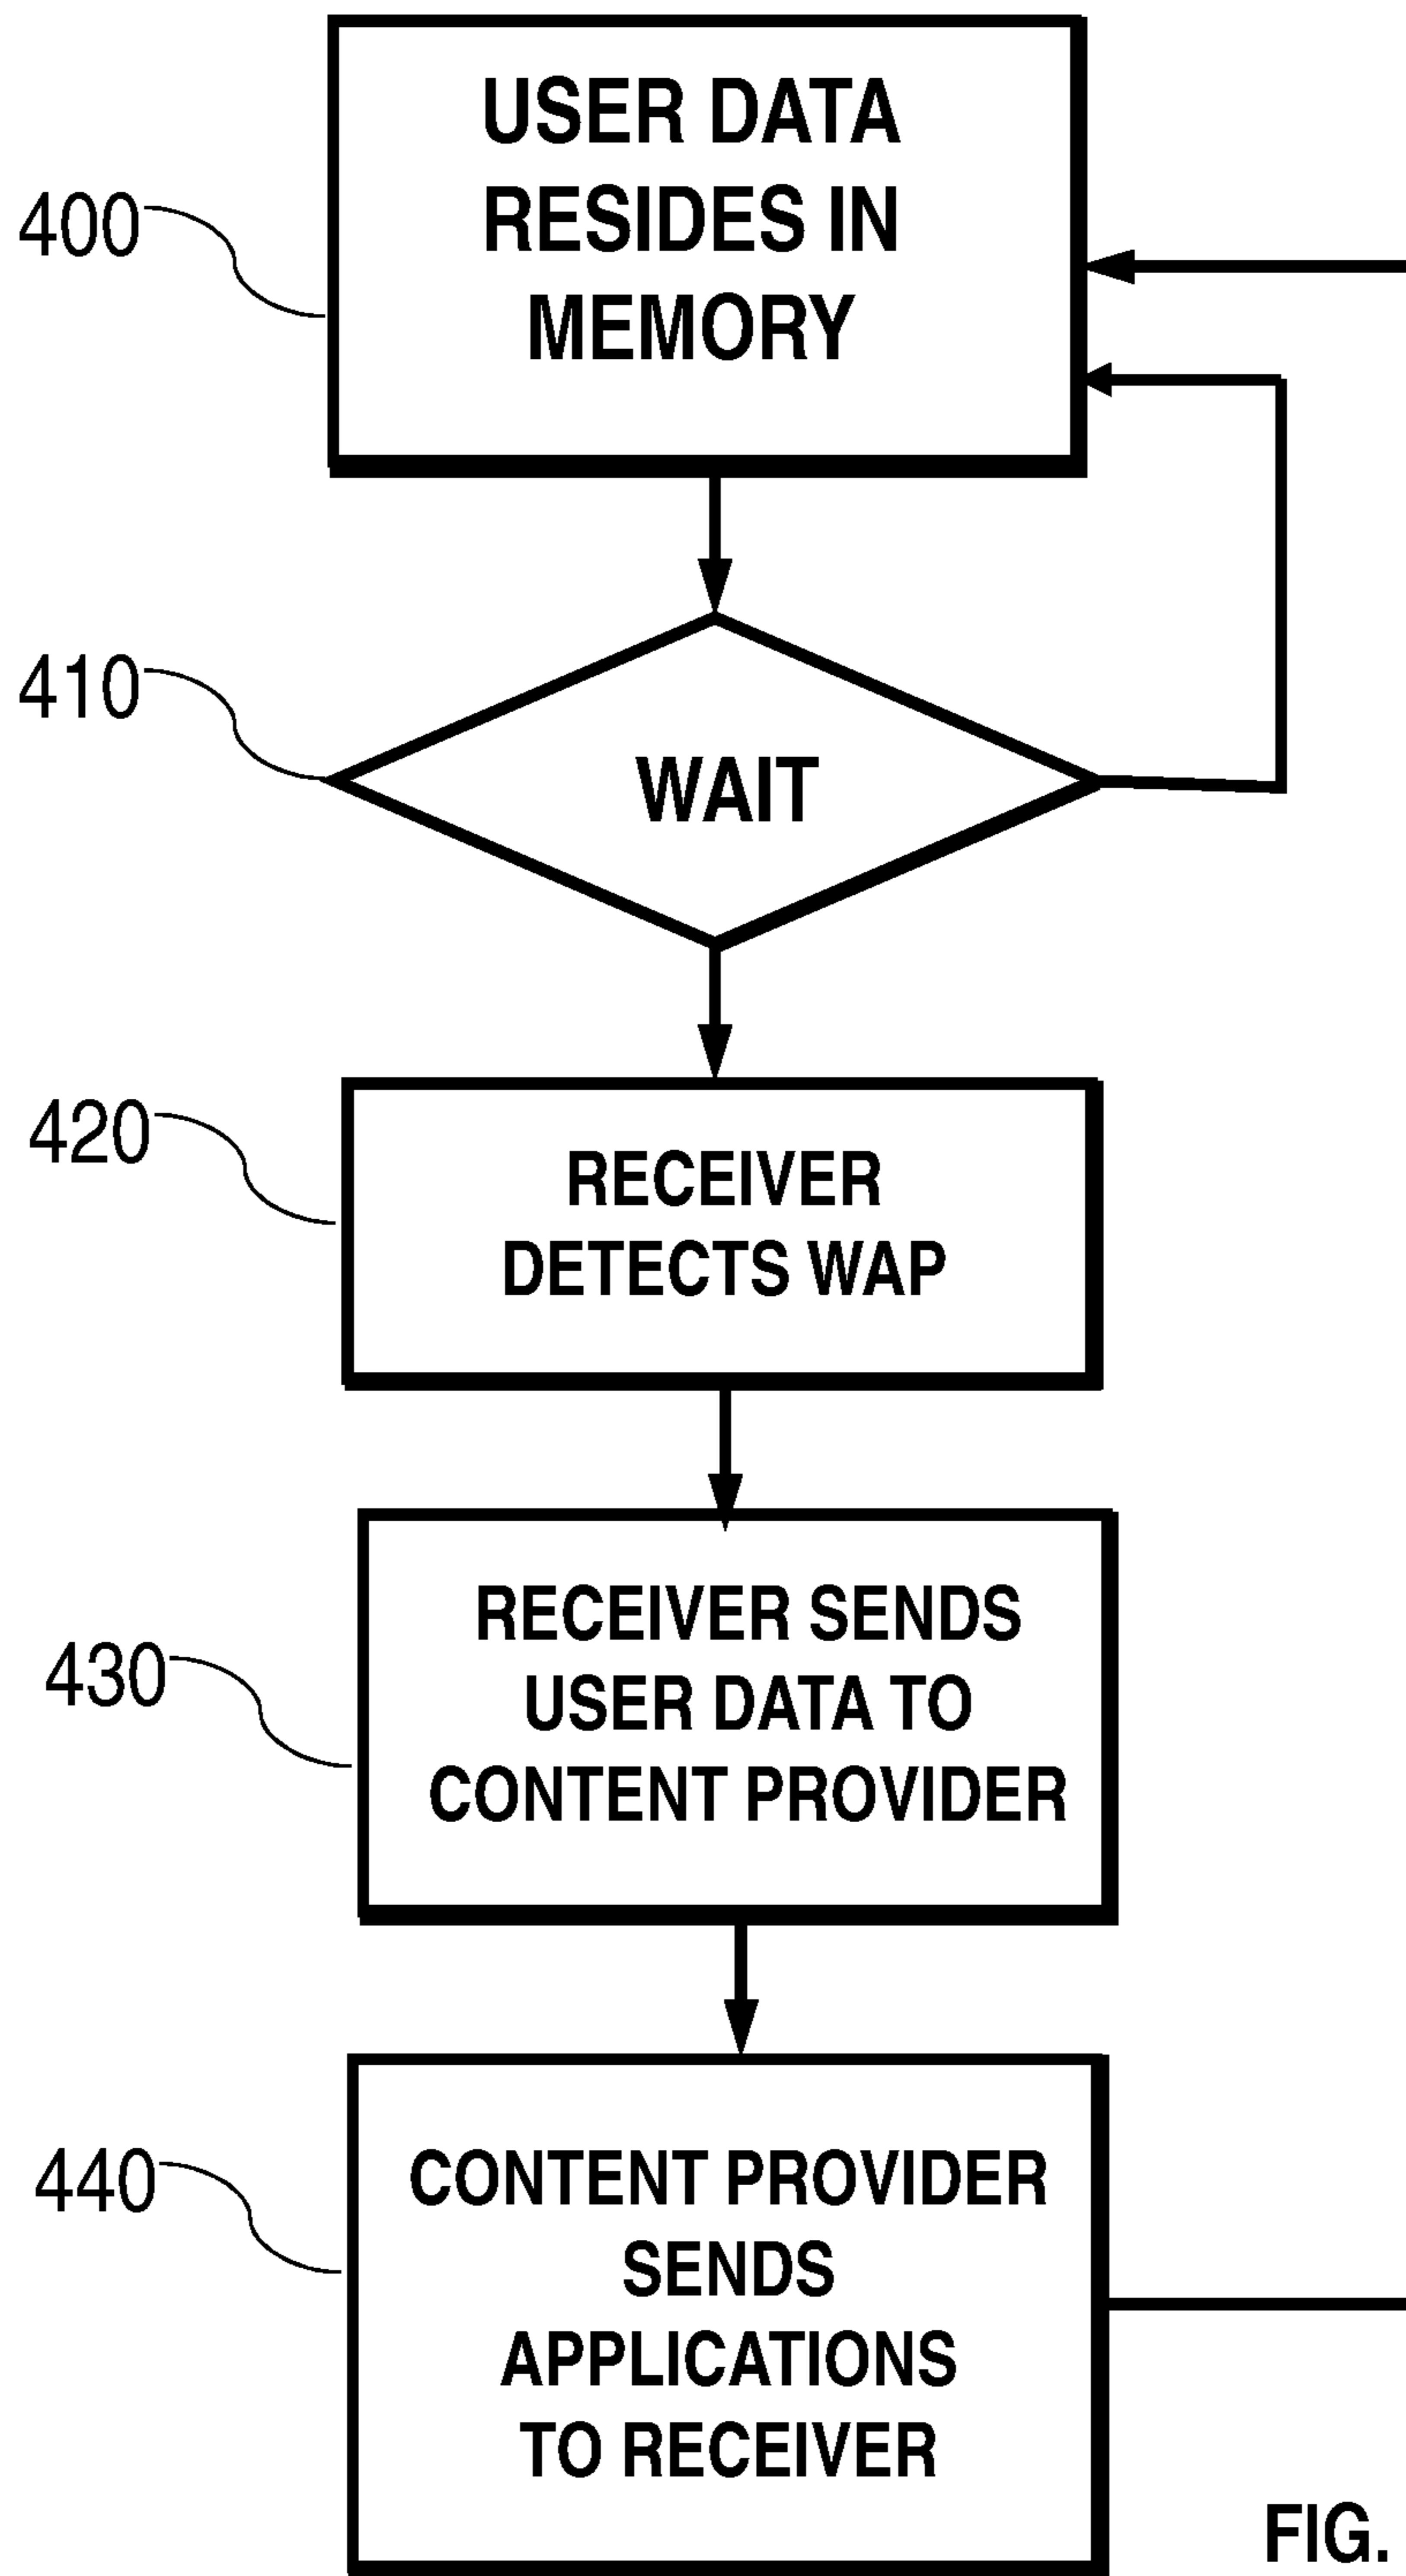 400
USER DATA
RESIDES IN
MEMORY
410
WAIT
420
RECEIVER
DETECTS WAP
430
RECEIVER SENDS
USER DATA TO
CONTENT PROVIDER
440
CONTENT PROVIDER
SENDS
APPLICATIONS
TO RECEIVER
FIG.